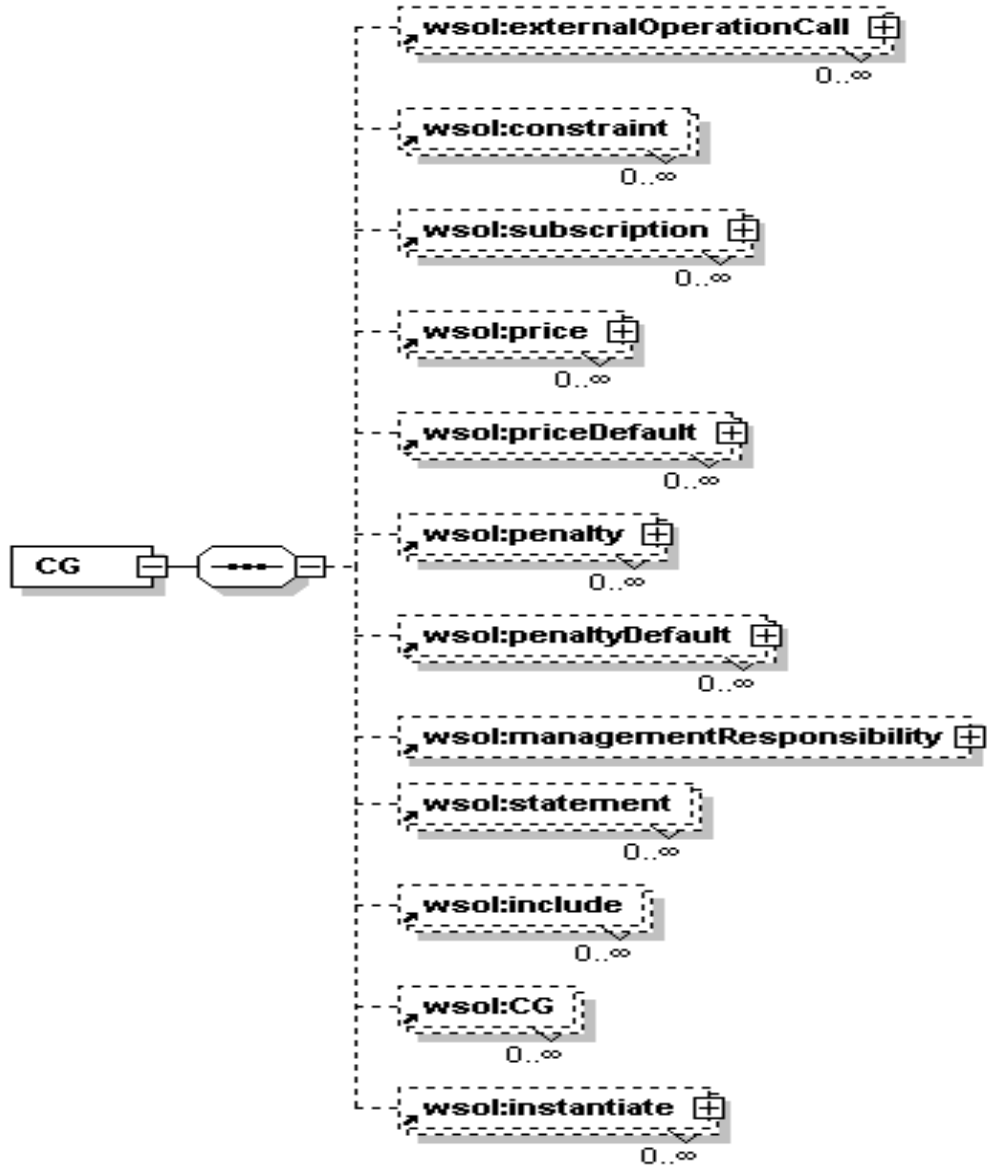 wsol:externalOperationCall
0..∞
wsol:constraint
0..∞
wsol:subscription
0..∞
wsol:price
0..∞
wsol:priceDefault
0..∞
wsol:penalty
0..∞
CG
wsol:penaltyDefault
0..∞
wsol:managementResponsibility
wsol:statement
0..∞
wsol:include
0..∞
wsol:CG
0..∞
wsol:instantiate
0..∞